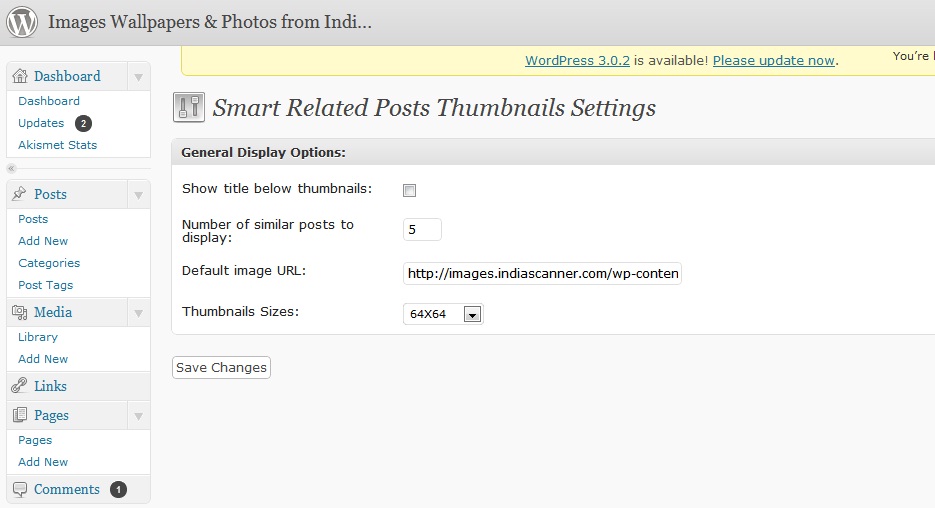 Images Wallpapers & Photos from Indi...
WordPress 3.0.2 is available! Please update now.
You're
Dashboard
Dashboard
Updates 2
Akismet Stats
Posts
Posts
Add New
Categories
Post Tags
Media
Library
Add New
Links
Pages
Pages
Add New
Comments 1
Smart Related Posts Thumbnails Settings
General Display Options:
Show title below thumbnails:
Number of similar posts to
display:
5
Default image URL:
http://images.indiascanner.com/wp-conten
Thumbnails Sizes:
64X64
Save Changes